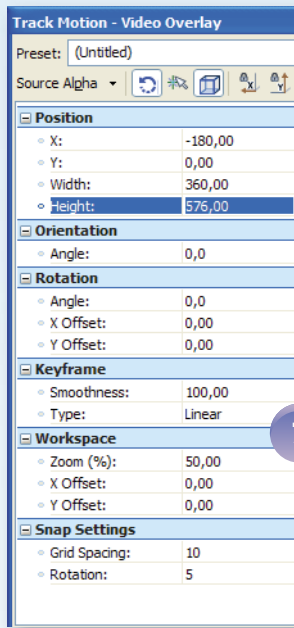 Track Motion - Video Overlay
Preset: (Untitled)
Source Alpha
Position
X: -180,00
Y: 0,00
Width: 360,00
Height: 576,00
Orientation
Angle: 0,0
Rotation
Angle: 0,0
X Offset: 0,00
Y Offset: 0,00
Keyframe
Smoothness: 100,00
Type: Linear
Workspace
Zoom (%): 50,00
X Offset: 0,00
Y Offset: 0,00
Snap Settings
Grid Spacing: 10
Rotation: 5